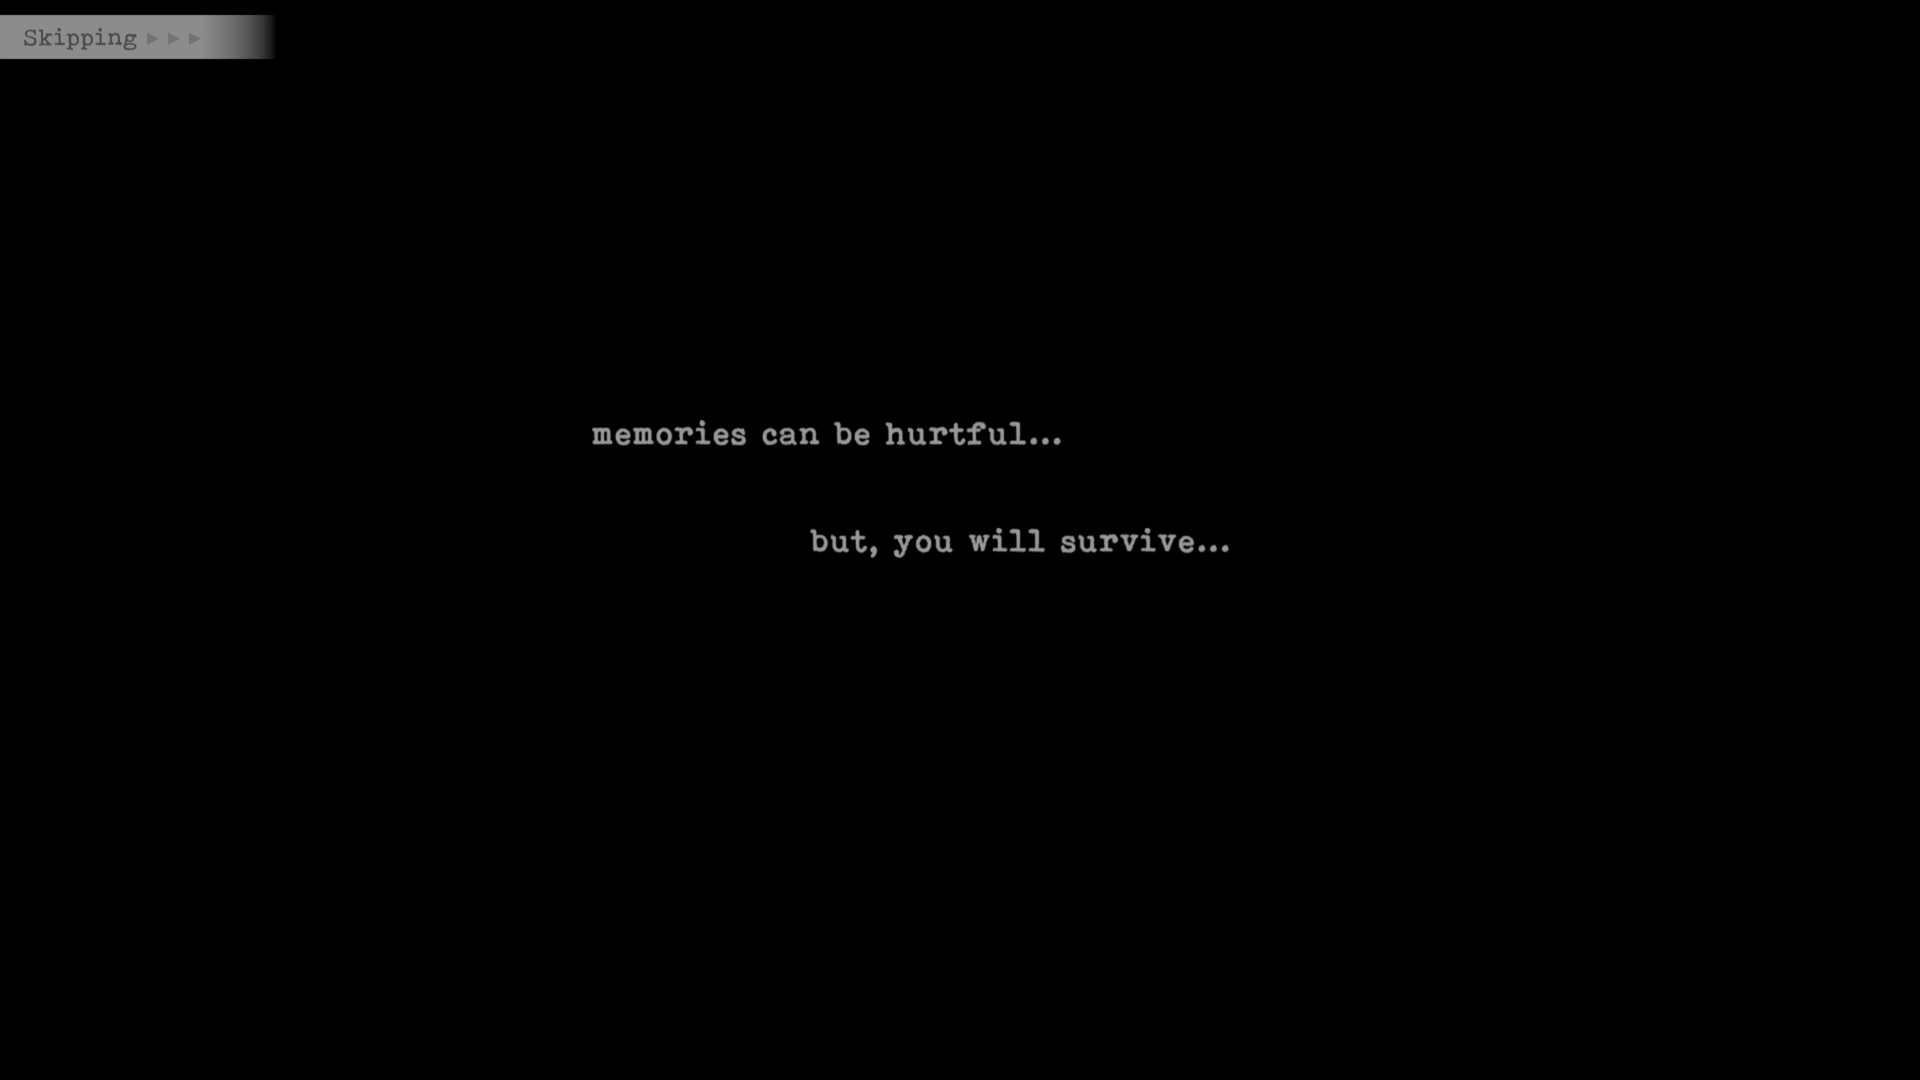 Skipping ▸ ▸ ▸
memories can be hurtful...
but, you will survive...